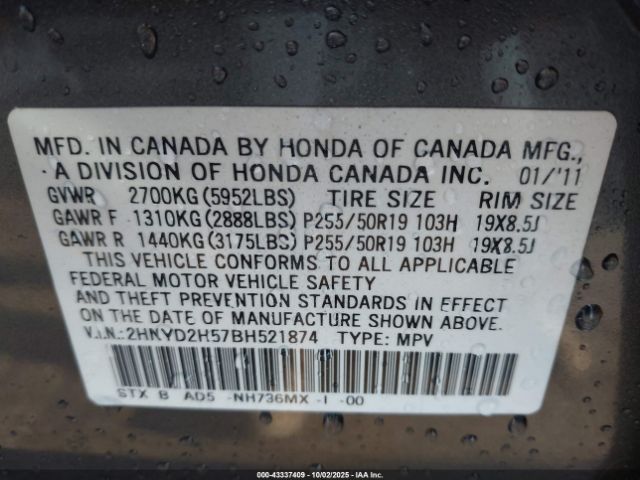 MFD. IN CANADA BY HONDA OF CANADA MFG.,
A DIVISION OF HONDA CANADA INC. 01/'11
GVWR 2700KG (5952LBS) TIRE SIZE RIM SIZE
GAWR F 1310KG (2888LBS) P255/50R19 103H 19X8.5J
GAWR R 1440KG (3175LBS) P255/50R19 103H 19X8.5J
THIS VEHICLE CONFORMS TO ALL APPLICABLE
FEDERAL MOTOR VEHICLE SAFETY
AND THEFT PREVENTION STANDARDS IN EFFECT
ON THE DATE OF MANUFACTURE SHOWN ABOVE.
V.I.N.:2HNYD2H57BH521874 TYPE: MPV
STX B AD5 -NH736MX -I -00
000-43337409 - 10/02/2025 - IAAI.com